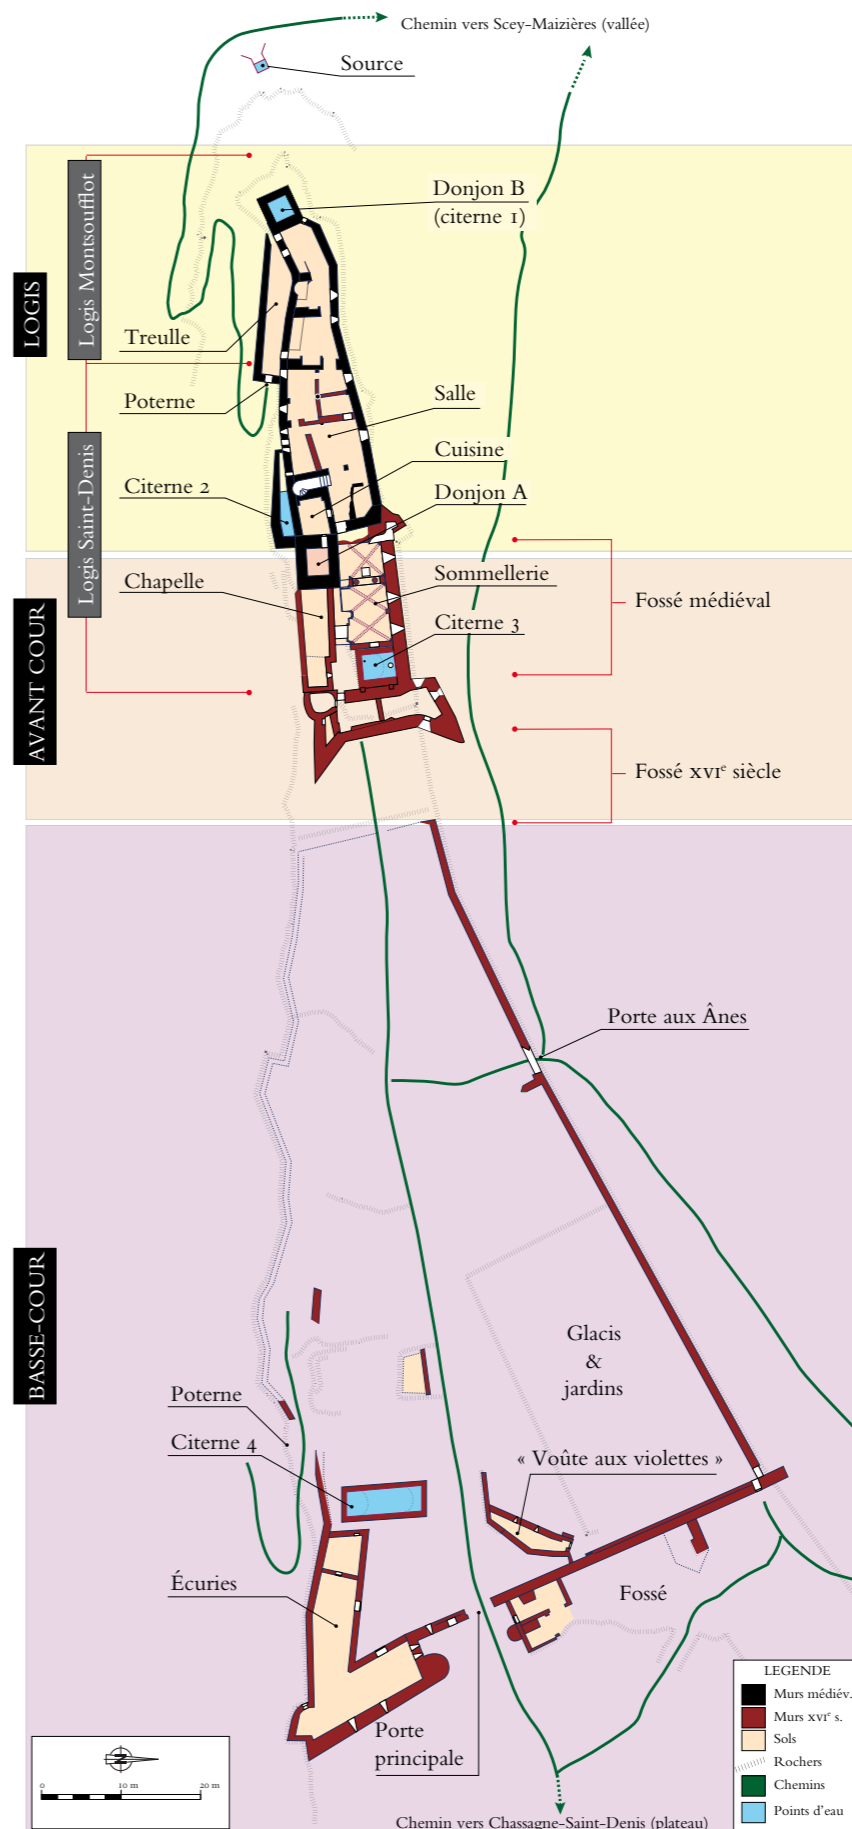 Chemin vers Scey-Maizières (vallée)
Source
LOGIS
Logis Montsoufflot
Donjon B
(citerne 1)
Treulle
Poterne
Salle
Cuisine
Logis Saint-Denis
Citerne 2
Donjon A
AVANT COUR
Chapelle
Sommellerie
Fossé médiéval
Citerne 3
Fossé XVIe siècle
Porte aux Ânes
BASSE-COUR
Glacis
&
jardins
Poterne
Citerne 4
« Voûte aux violettes »
Écuries
Fossé
Porte
principale
LEGENDE
Murs médiév.
Murs XVIe s.
Sols
Rochers
Chemins
Points d'eau
N
0 10 m 20 m
Chemin vers Chassagne-Saint-Denis (plateau)